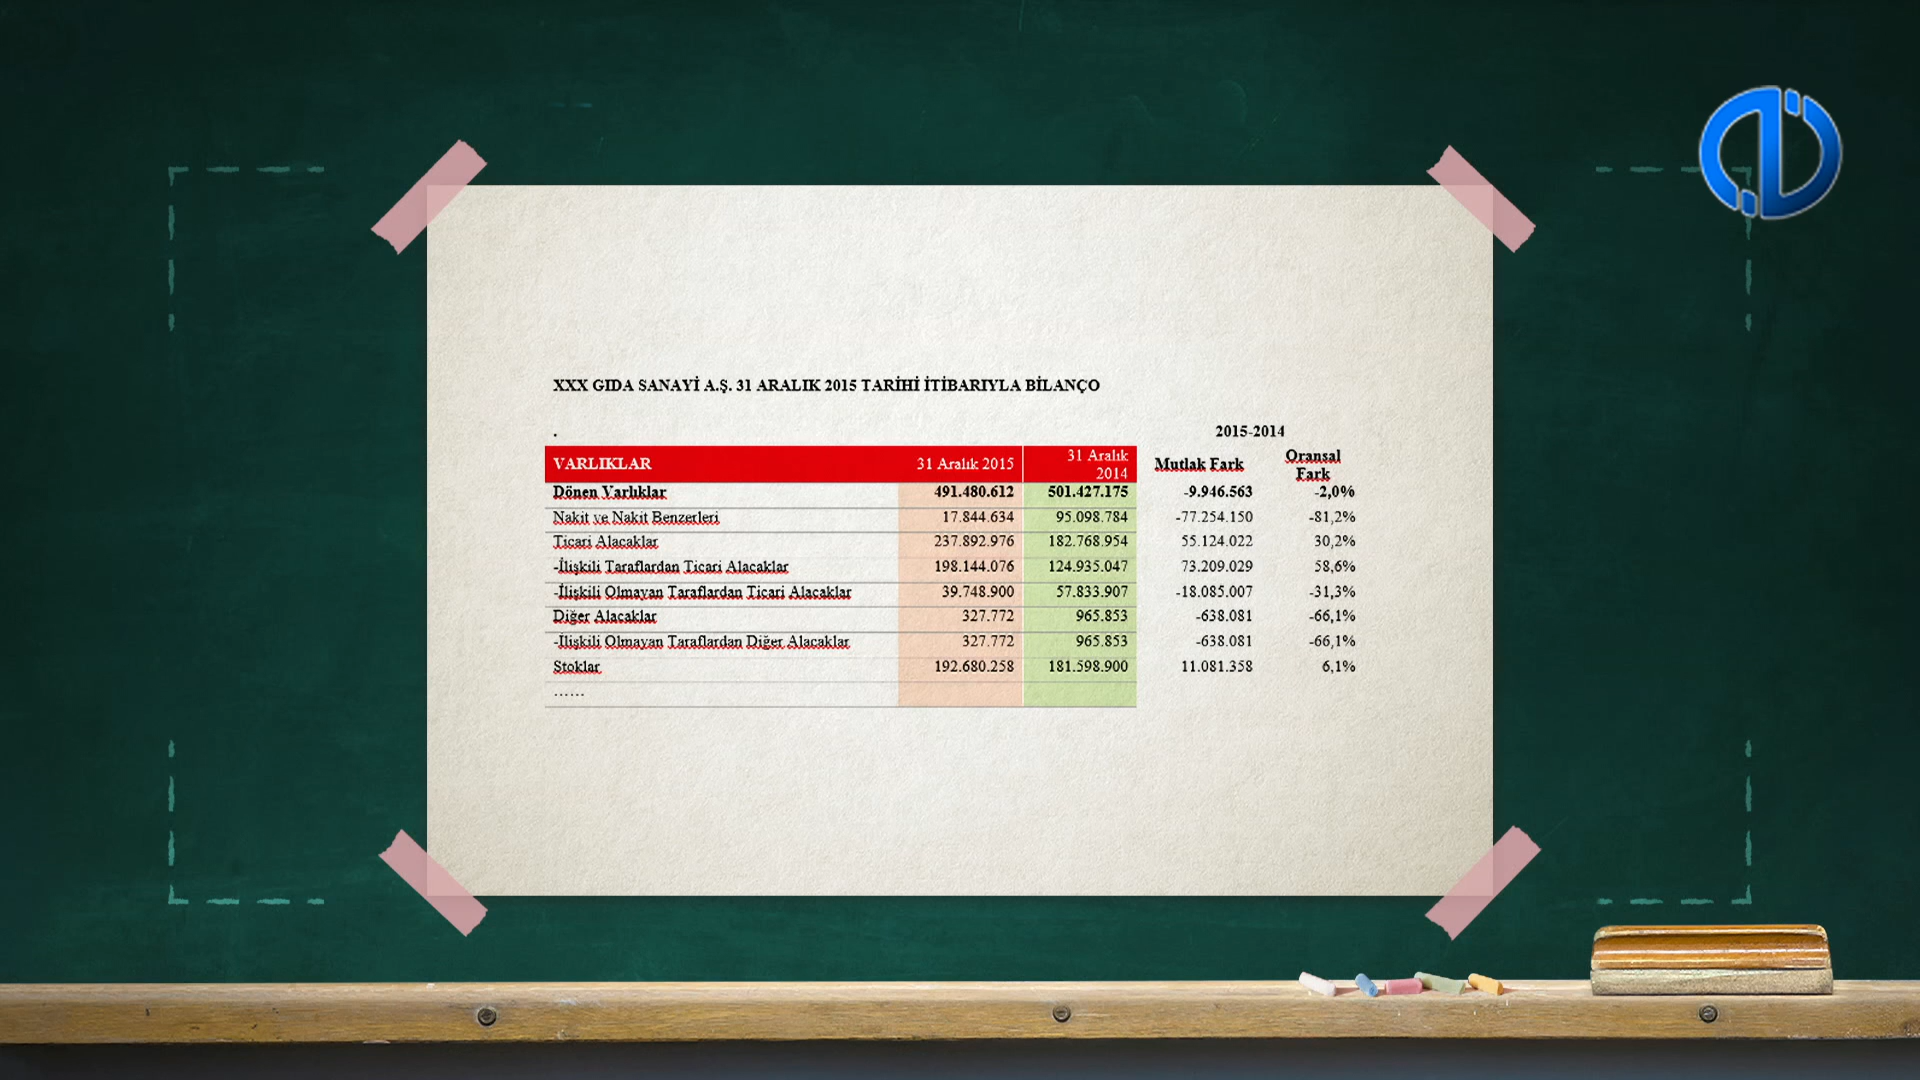 XXX GIDA SANAYİ A.Ş. 31 ARALIK 2015 TARİHİ İTİBARIYLA BİLANÇO
. 2015-2014
VARLIKLAR 31 Aralık 2015 31 Aralık 2014 Mutlak Fark Oransal Fark
Dönen Varlıklar 491.480.612 501.427.175 -9.946.563 -2,0%
Nakit ve Nakit Benzerleri 17.844.634 95.098.784 -77.254.150 -81,2%
Ticari Alacaklar 237.892.976 182.768.954 55.124.022 30,2%
-İlişkili Taraflardan Ticari Alacaklar 198.144.076 124.935.047 73.209.029 58,6%
-İlişkili Olmayan Taraflardan Ticari Alacaklar 39.748.900 57.833.907 -18.085.007 -31,3%
Diğer Alacaklar 327.772 965.853 -638.081 -66,1%
-İlişkili Olmayan Taraflardan Diğer Alacaklar 327.772 965.853 -638.081 -66,1%
Stoklar 192.680.258 181.598.900 11.081.358 6,1%
......